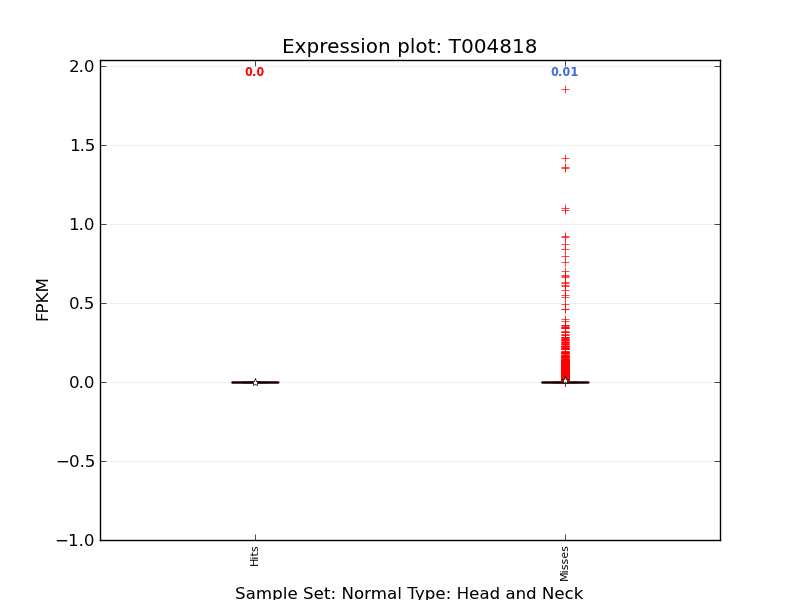 Expression plot: T004818
2.0
0.0
0.01
1.5
1.0
0.5
0.0
−0.5
−1.0
FPKM
Hits
Misses
Sample Set: Normal Type: Head and Neck